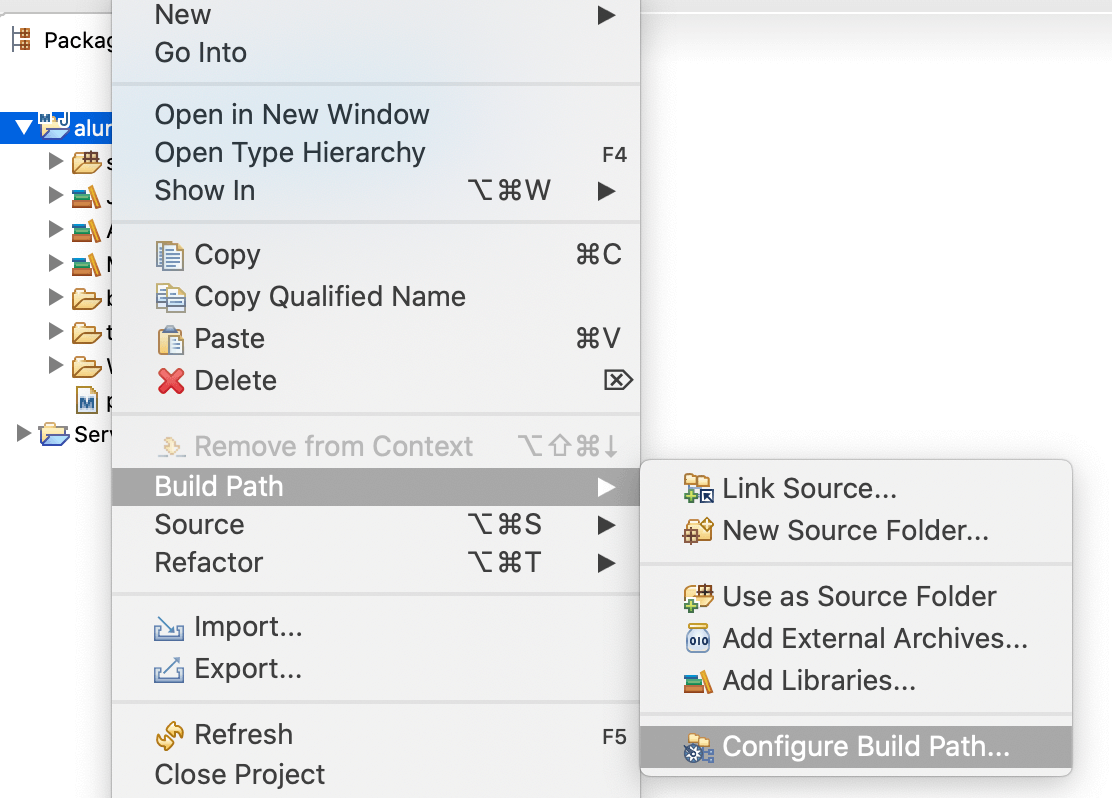 New
Packag
Go Into
Open in New Window
alur
Open Type Hierarchy F4
Show In ⌥⌘W
Copy ⌘C
Copy Qualified Name
Paste ⌘V
Delete ⌦
Serv
Remove from Context ⌥⇧⌘↓
Build Path
Source ⌥⌘S
Refactor ⌥⌘T
Import...
Export...
Refresh F5
Close Project
Link Source...
New Source Folder...
Use as Source Folder
Add External Archives...
Add Libraries...
Configure Build Path...